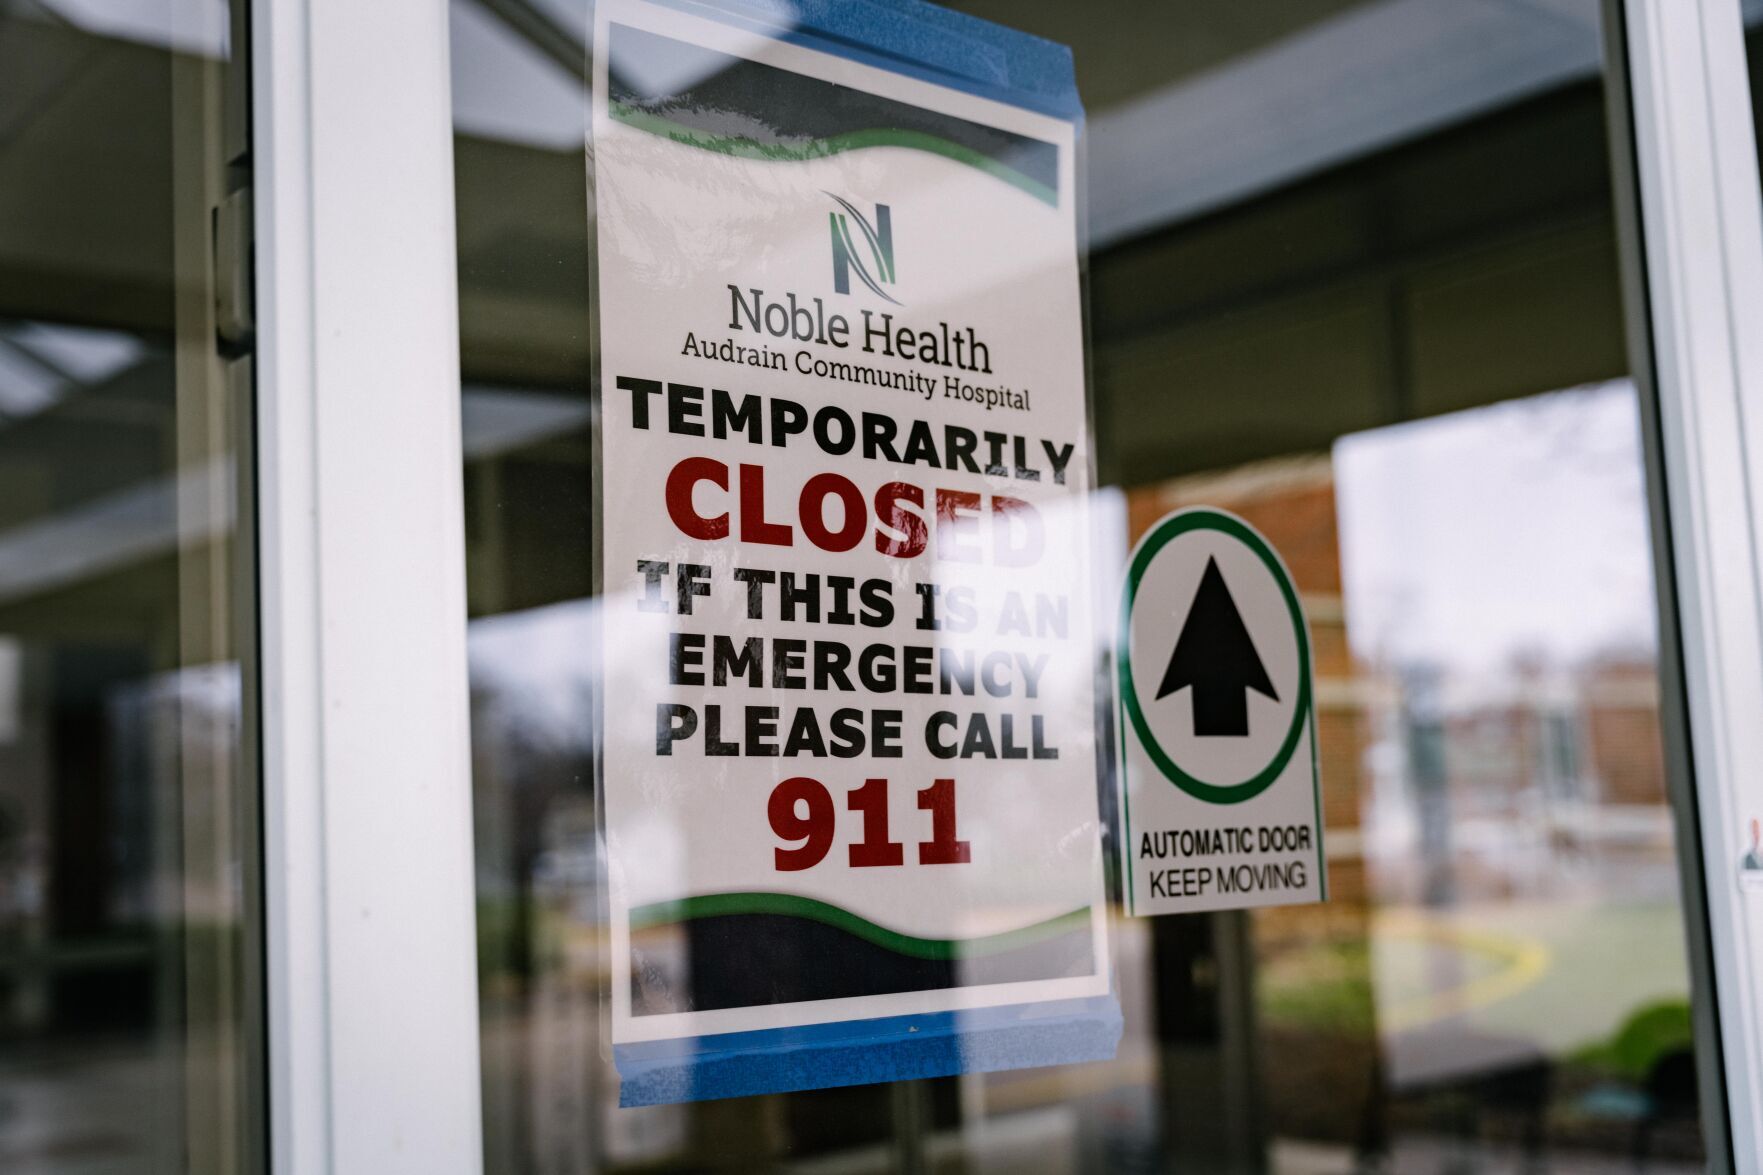 Noble Health
Audrain Community Hospital
TEMPORARILY
CLOSED
IF THIS IS AN
EMERGENCY
PLEASE CALL
911
AUTOMATIC DOOR
KEEP MOVING